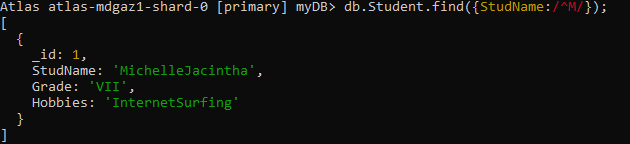 Atlas atlas-mdgaz1-shard-0 [primary] myDB> db.Student.find({StudName:/^M/});
[
  {
    _id: 1,
    StudName: 'MichelleJacintha',
    Grade: 'VII',
    Hobbies: 'InternetSurfing'
  }
]